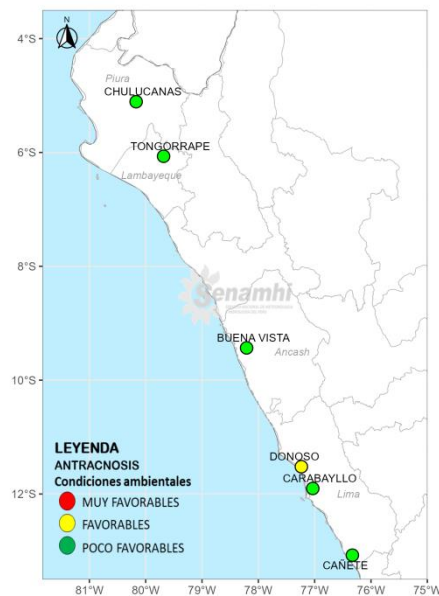 N
4°S
Piura
CHULUCANAS
6°S
TONGORRAPE
Lambayeque
8°S
Senamhi
BUENA VISTA
Ancash
10°S
DONOSO
CARABAYLLO
Lima
12°S
CAÑETE
LEYENDA
ANTRACNOSIS
Condiciones ambientales
MUY FAVORABLES
FAVORABLES
POCO FAVORABLES
81°W 80°W 79°W 78°W 77°W 76°W 75°W